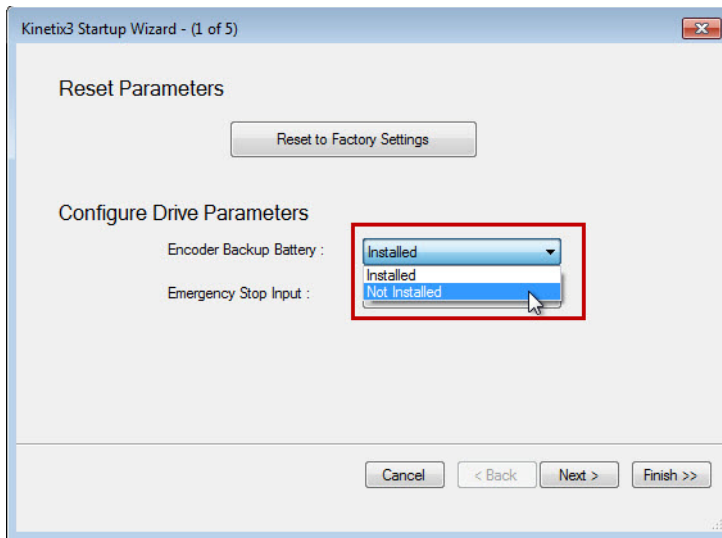 Kinetix3 Startup Wizard - (1 of 5)
Reset Parameters
Reset to Factory Settings
Configure Drive Parameters
Encoder Backup Battery :
Installed
Installed
Not Installed
Emergency Stop Input :
Cancel
< Back
Next >
Finish >>